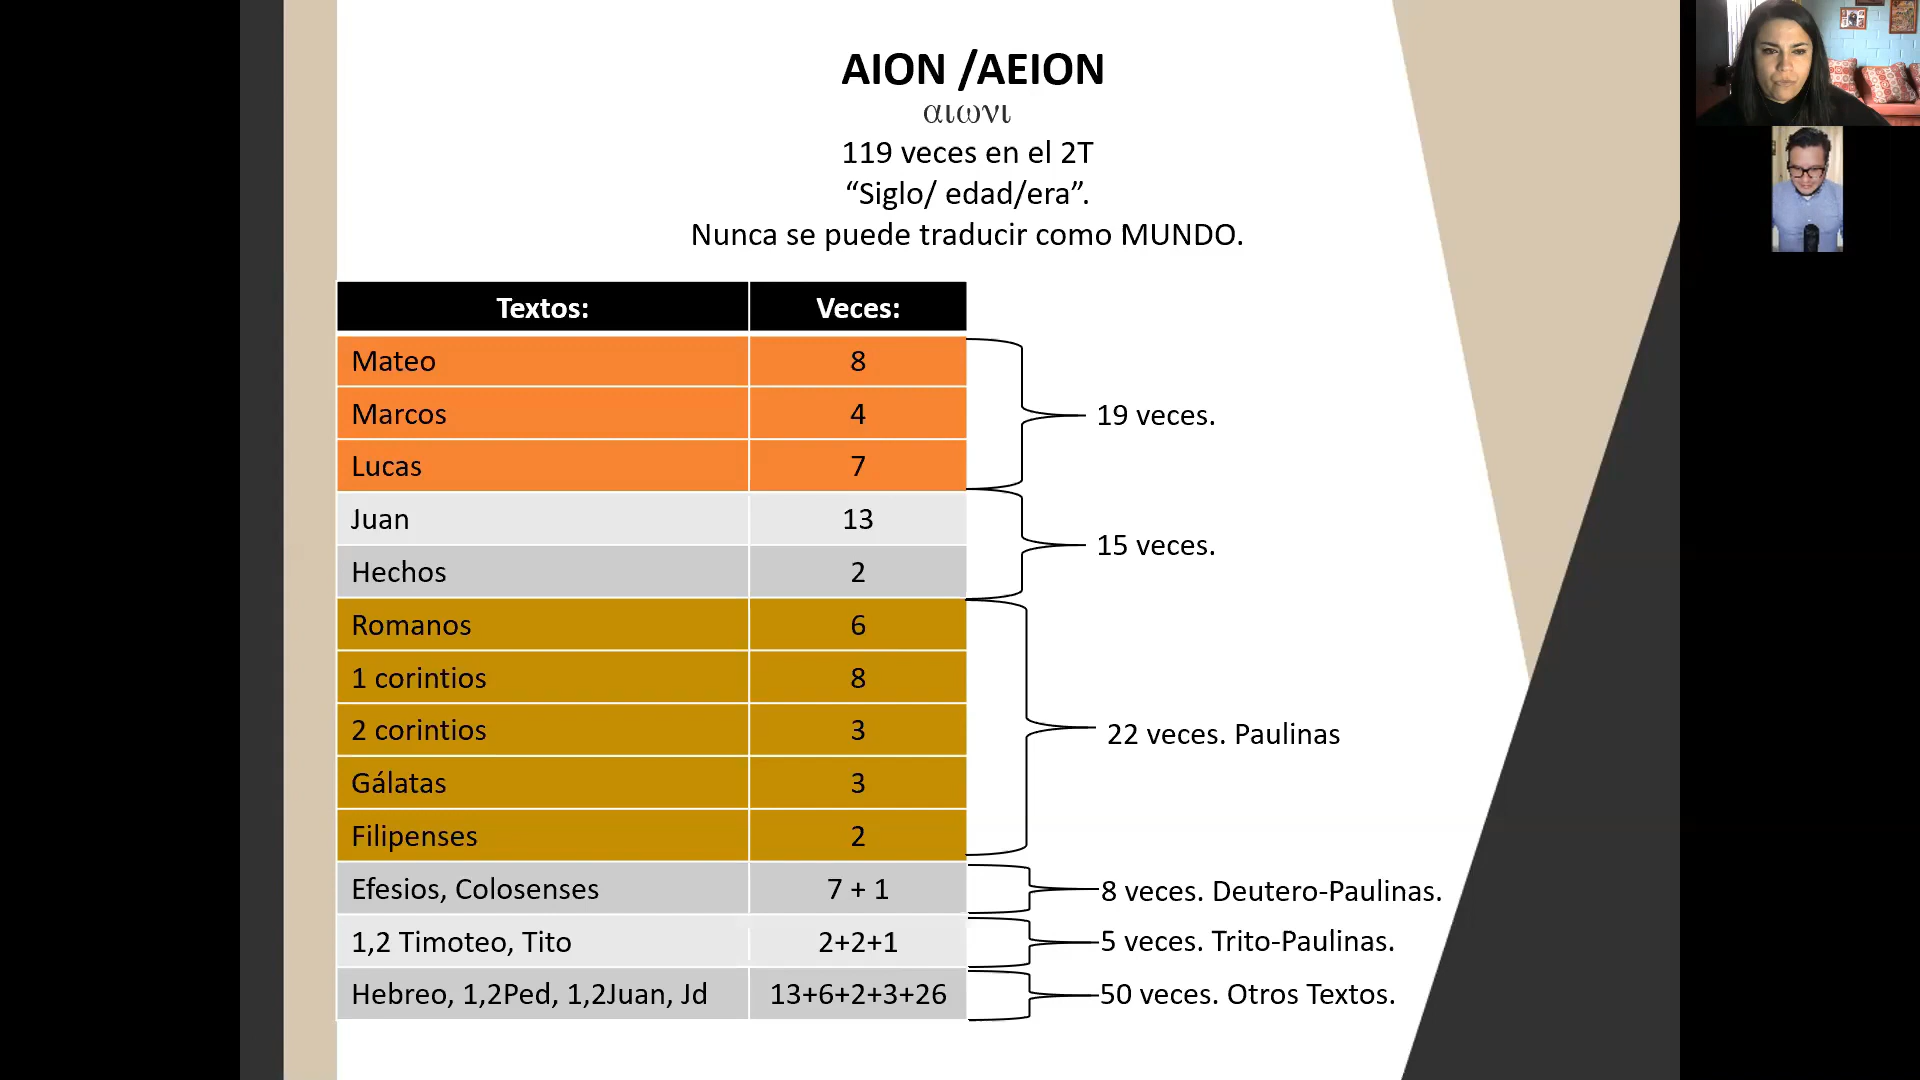 AION /AEION
αιωνι
119 veces en el 2T
“Siglo/ edad/era”.
Nunca se puede traducir como MUNDO.
Textos: Veces:
Mateo 8
Marcos 4
Lucas 7
19 veces.
Juan 13
Hechos 2
15 veces.
Romanos 6
1 corintios 8
2 corintios 3
Gálatas 3
Filipenses 2
22 veces. Paulinas
Efesios, Colosenses 7 + 1 8 veces. Deutero-Paulinas.
1,2 Timoteo, Tito 2+2+1 5 veces. Trito-Paulinas.
Hebreo, 1,2Ped, 1,2Juan, Jd 13+6+2+3+26 50 veces. Otros Textos.